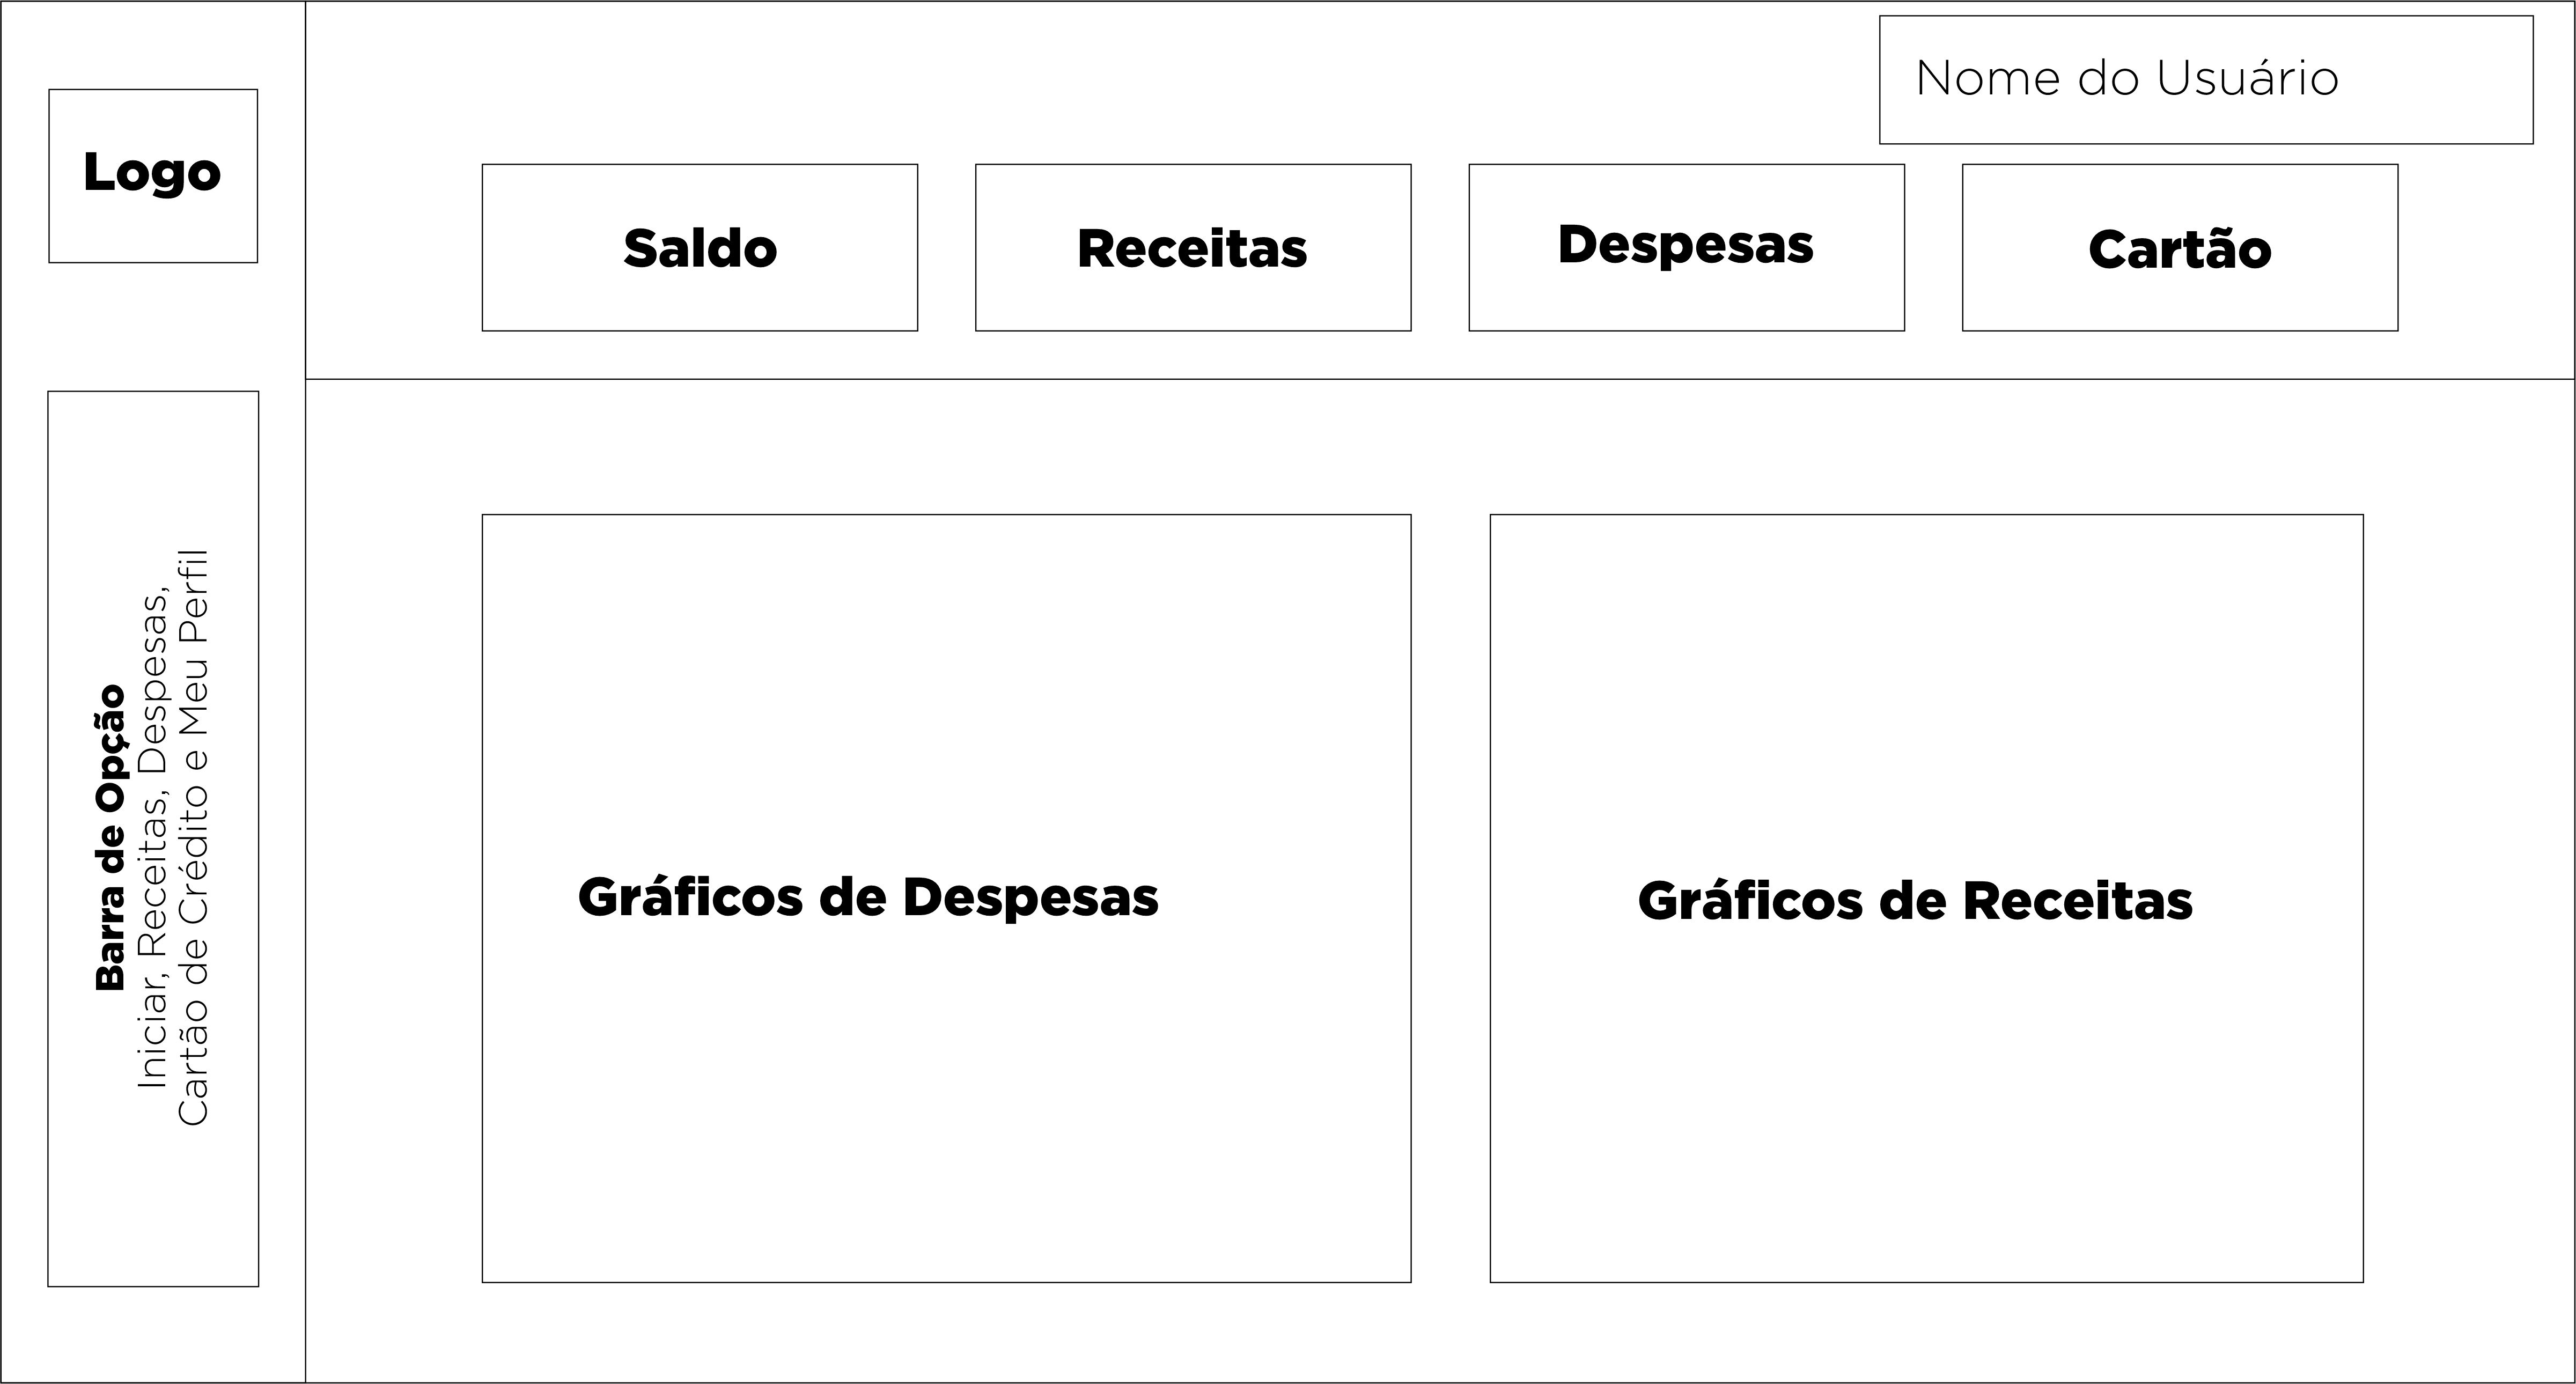 Logo
Nome do Usuário
Saldo
Receitas
Despesas
Cartão
Barra de Opção
Iniciar, Receitas, Despesas,
Cartão de Crédito e Meu Perfil
Gráficos de Despesas
Gráficos de Receitas